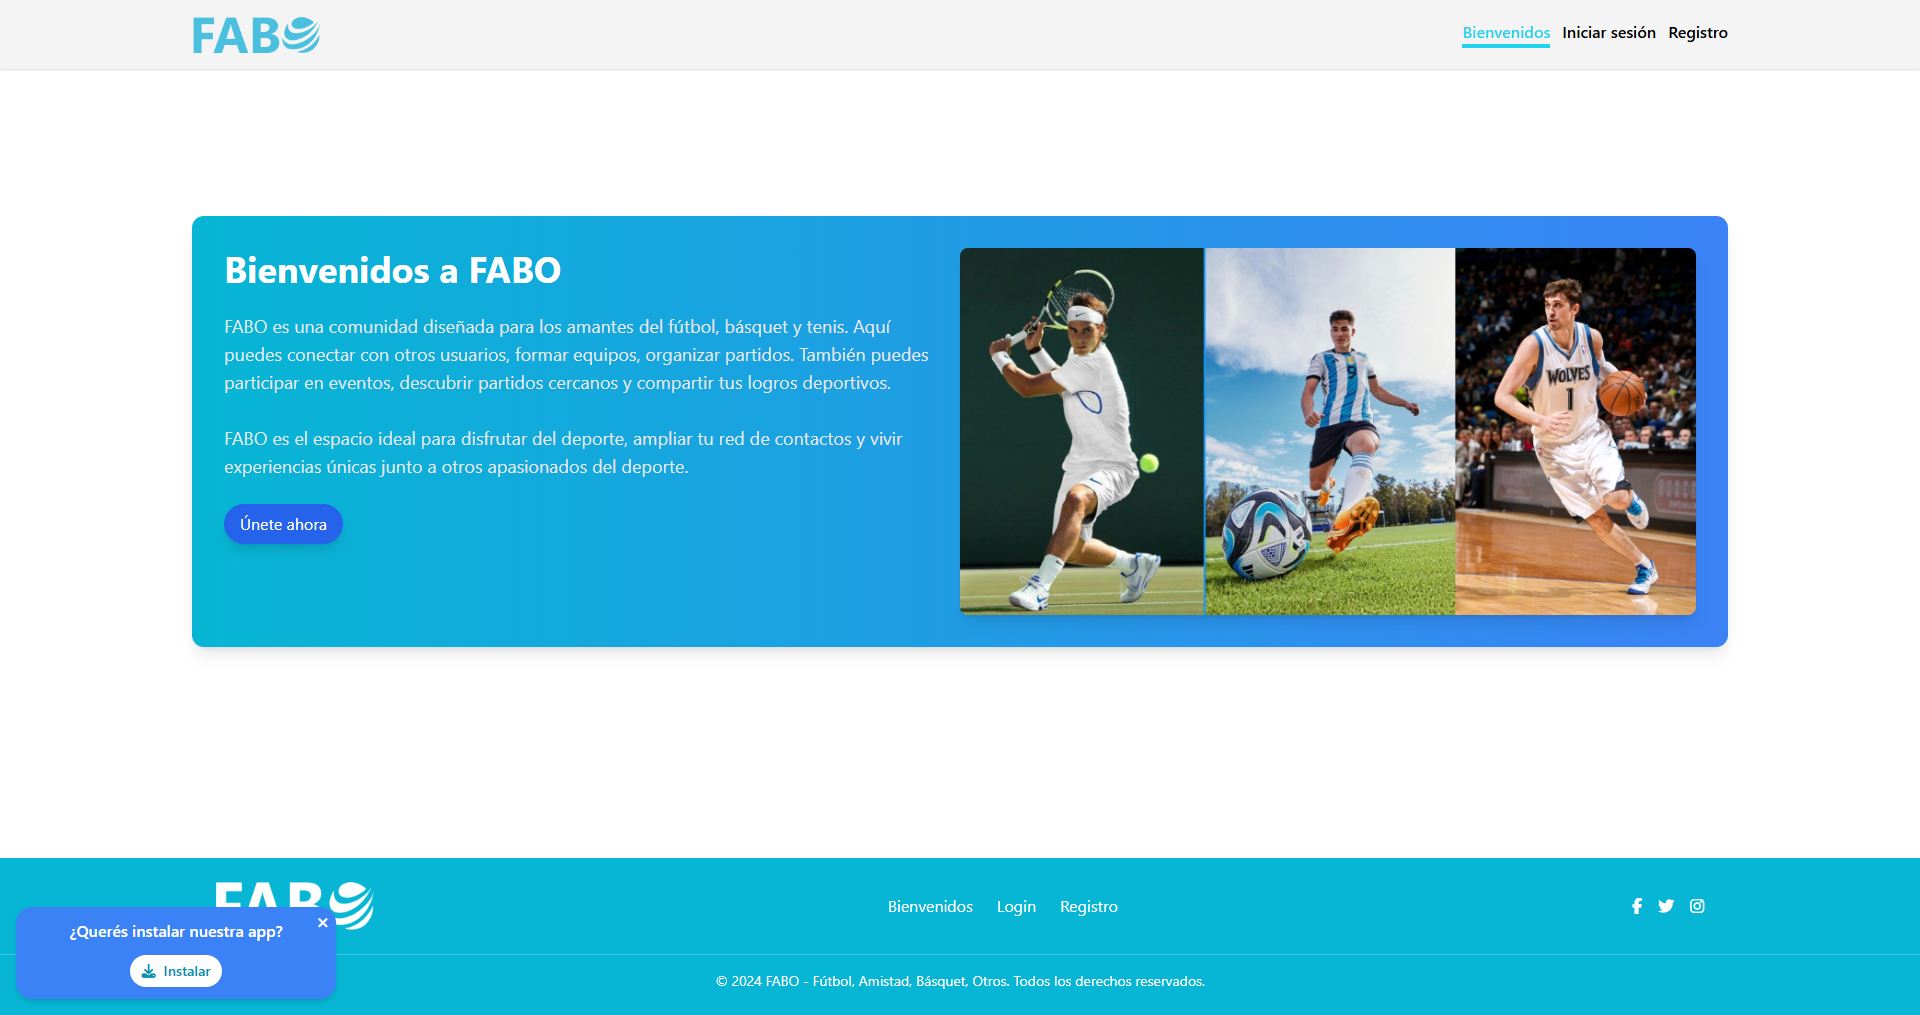 FABO
Bienvenidos Iniciar sesión Registro
Bienvenidos a FABO
FABO es una comunidad diseñada para los amantes del fútbol, básquet y tenis. Aquí
puedes conectar con otros usuarios, formar equipos, organizar partidos. También puedes
participar en eventos, descubrir partidos cercanos y compartir tus logros deportivos.
FABO es el espacio ideal para disfrutar del deporte, ampliar tu red de contactos y vivir
experiencias únicas junto a otros apasionados del deporte.
Únete ahora
9
WOLVES
1
FABO
Bienvenidos Login Registro
¿Querés instalar nuestra app?
Instalar
© 2024 FABO - Fútbol, Amistad, Básquet, Otros. Todos los derechos reservados.